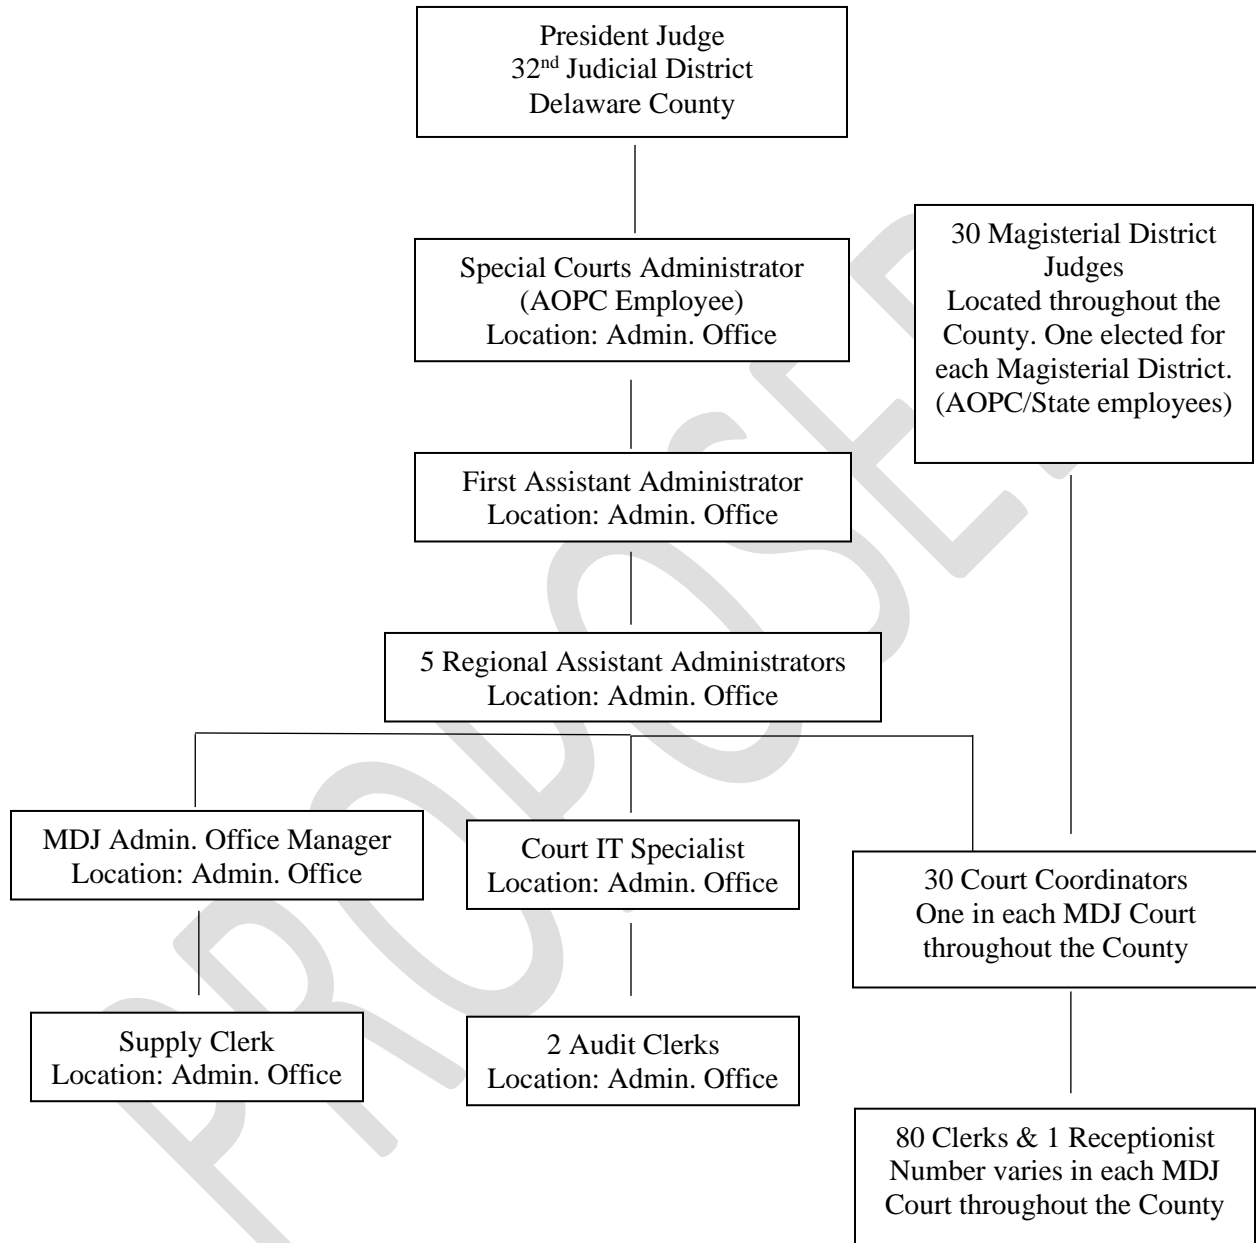 President Judge
32nd Judicial District
Delaware County
Special Courts Administrator
(AOPC Employee)
Location: Admin. Office
30 Magisterial District
Judges
Located throughout the
County. One elected for
each Magisterial District.
(AOPC/State employees)
First Assistant Administrator
Location: Admin. Office
5 Regional Assistant Administrators
Location: Admin. Office
MDJ Admin. Office Manager
Location: Admin. Office
Court IT Specialist
Location: Admin. Office
30 Court Coordinators
One in each MDJ Court
throughout the County
Supply Clerk
Location: Admin. Office
2 Audit Clerks
Location: Admin. Office
80 Clerks & 1 Receptionist
Number varies in each MDJ
Court throughout the County
PROPOSED